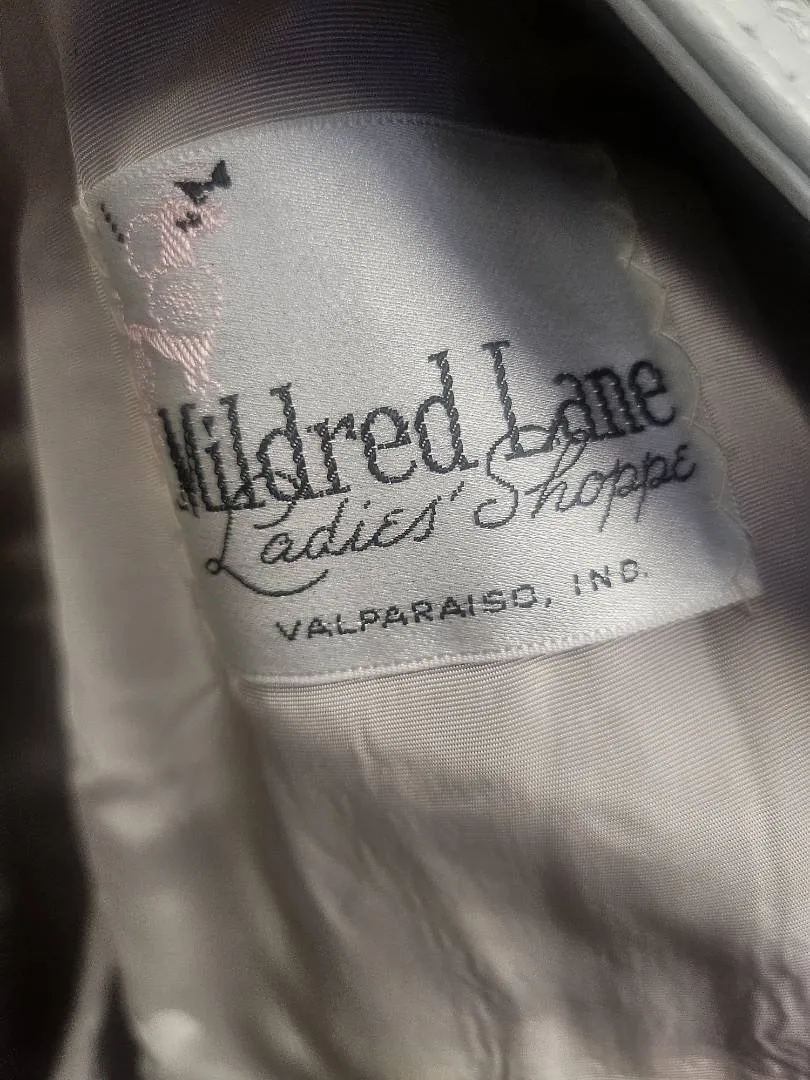 Mildred Lane
Ladies' Shoppe
VALPARAISO, IND.